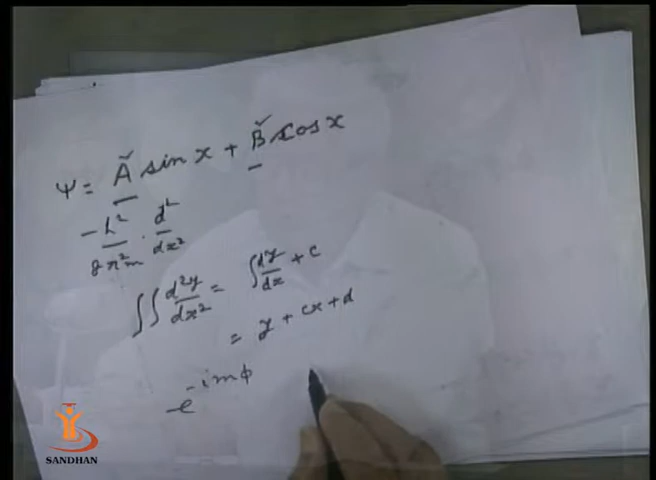 ψ = A sin x + B cos x
-h²/8π²m · d²/dx²
∫∫ d²y/dx² = ∫ dy/dx + c
= y + cx + d
e^-imφ
SANDHAN